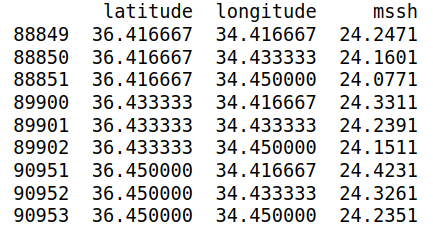 latitude longitude mssh
88849 36.416667 34.416667 24.2471
88850 36.416667 34.433333 24.1601
88851 36.416667 34.450000 24.0771
89900 36.433333 34.416667 24.3311
89901 36.433333 34.433333 24.2391
89902 36.433333 34.450000 24.1511
90951 36.450000 34.416667 24.4231
90952 36.450000 34.433333 24.3261
90953 36.450000 34.450000 24.2351